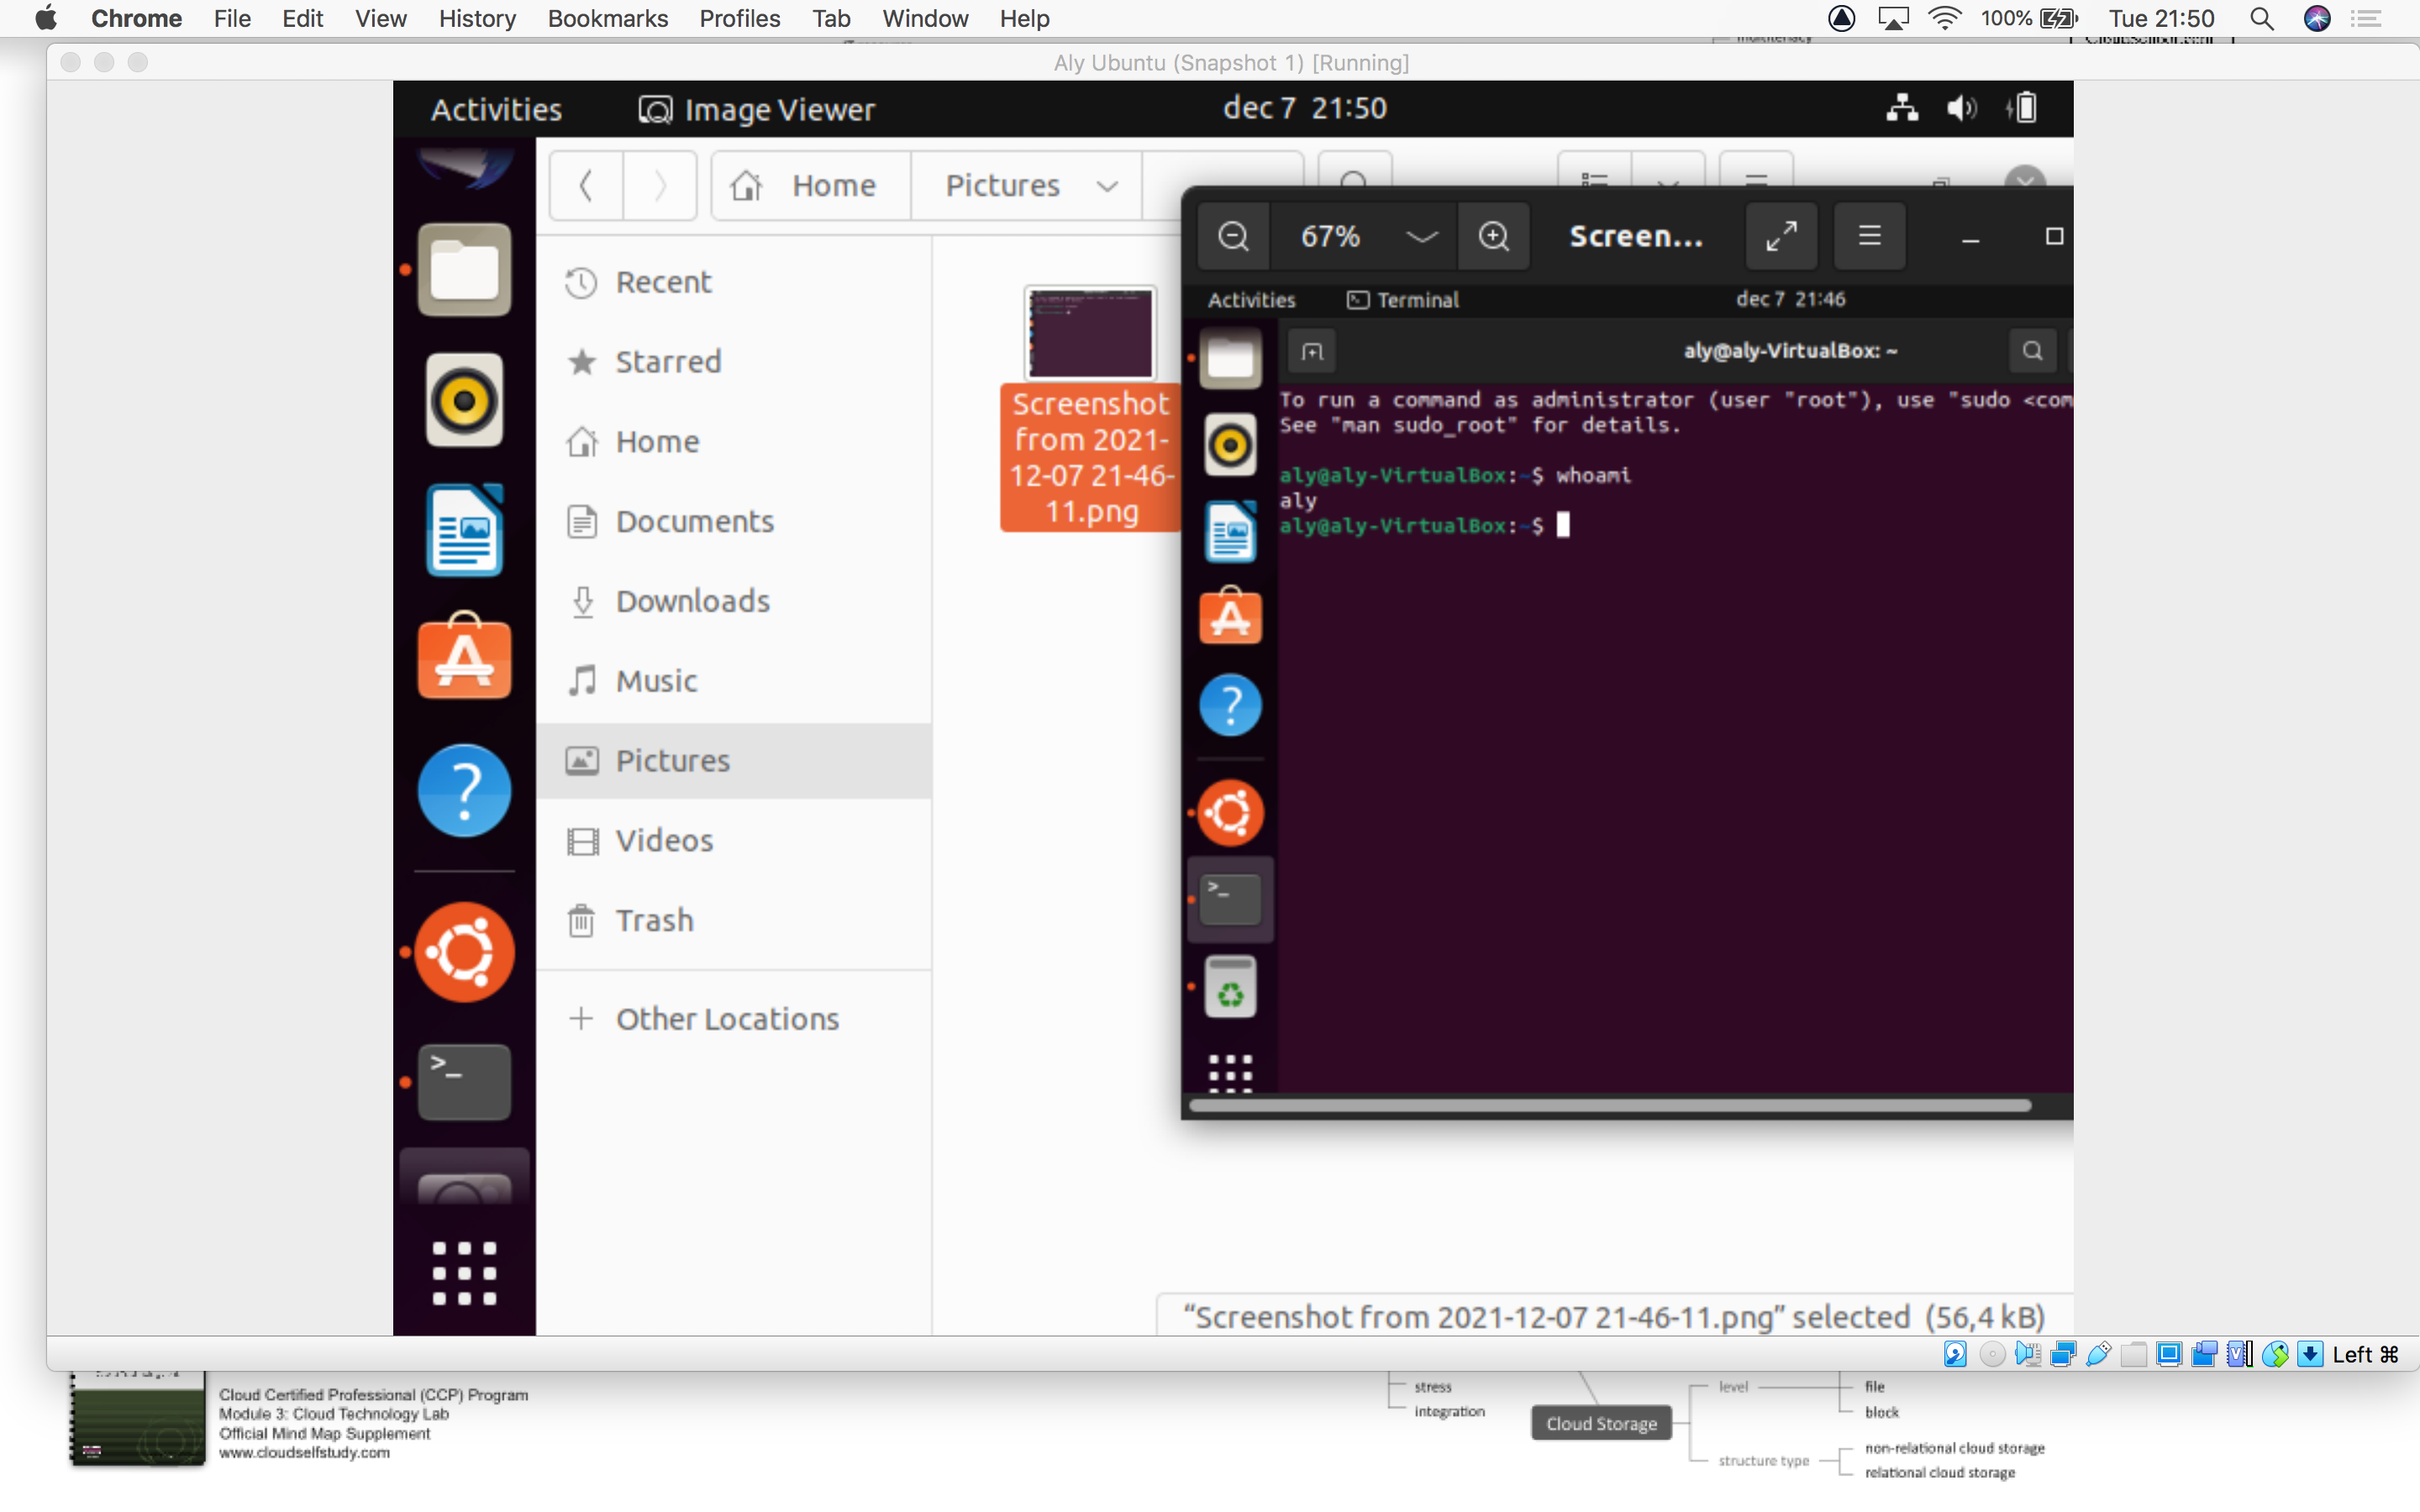 Chrome File Edit View History Bookmarks Profiles Tab Window Help 100% Tue 21:50
Aly Ubuntu (Snapshot 1) [Running]
Activities Image Viewer dec 7 21:50
Home Pictures
Recent
Starred
Home
Documents
Downloads
Music
Pictures
Videos
Trash
Other Locations
Screenshot
from 2021-
12-07 21-46-
11.png
67% Screen...
Activities Terminal dec 7 21:46
aly@aly-VirtualBox: ~
To run a command as administrator (user "root"), use "sudo <com
See "man sudo_root" for details.
aly@aly-VirtualBox:~$ whoami
aly
aly@aly-VirtualBox:~$
“Screenshot from 2021-12-07 21-46-11.png” selected (56,4 kB)
Left ⌘
Cloud Certified Professional (CCP) Program
Module 3: Cloud Technology Lab
Official Mind Map Supplement
www.cloudselfstudy.com
stress
integration
Cloud Storage
level
file
block
structure type
non-relational cloud storage
relational cloud storage